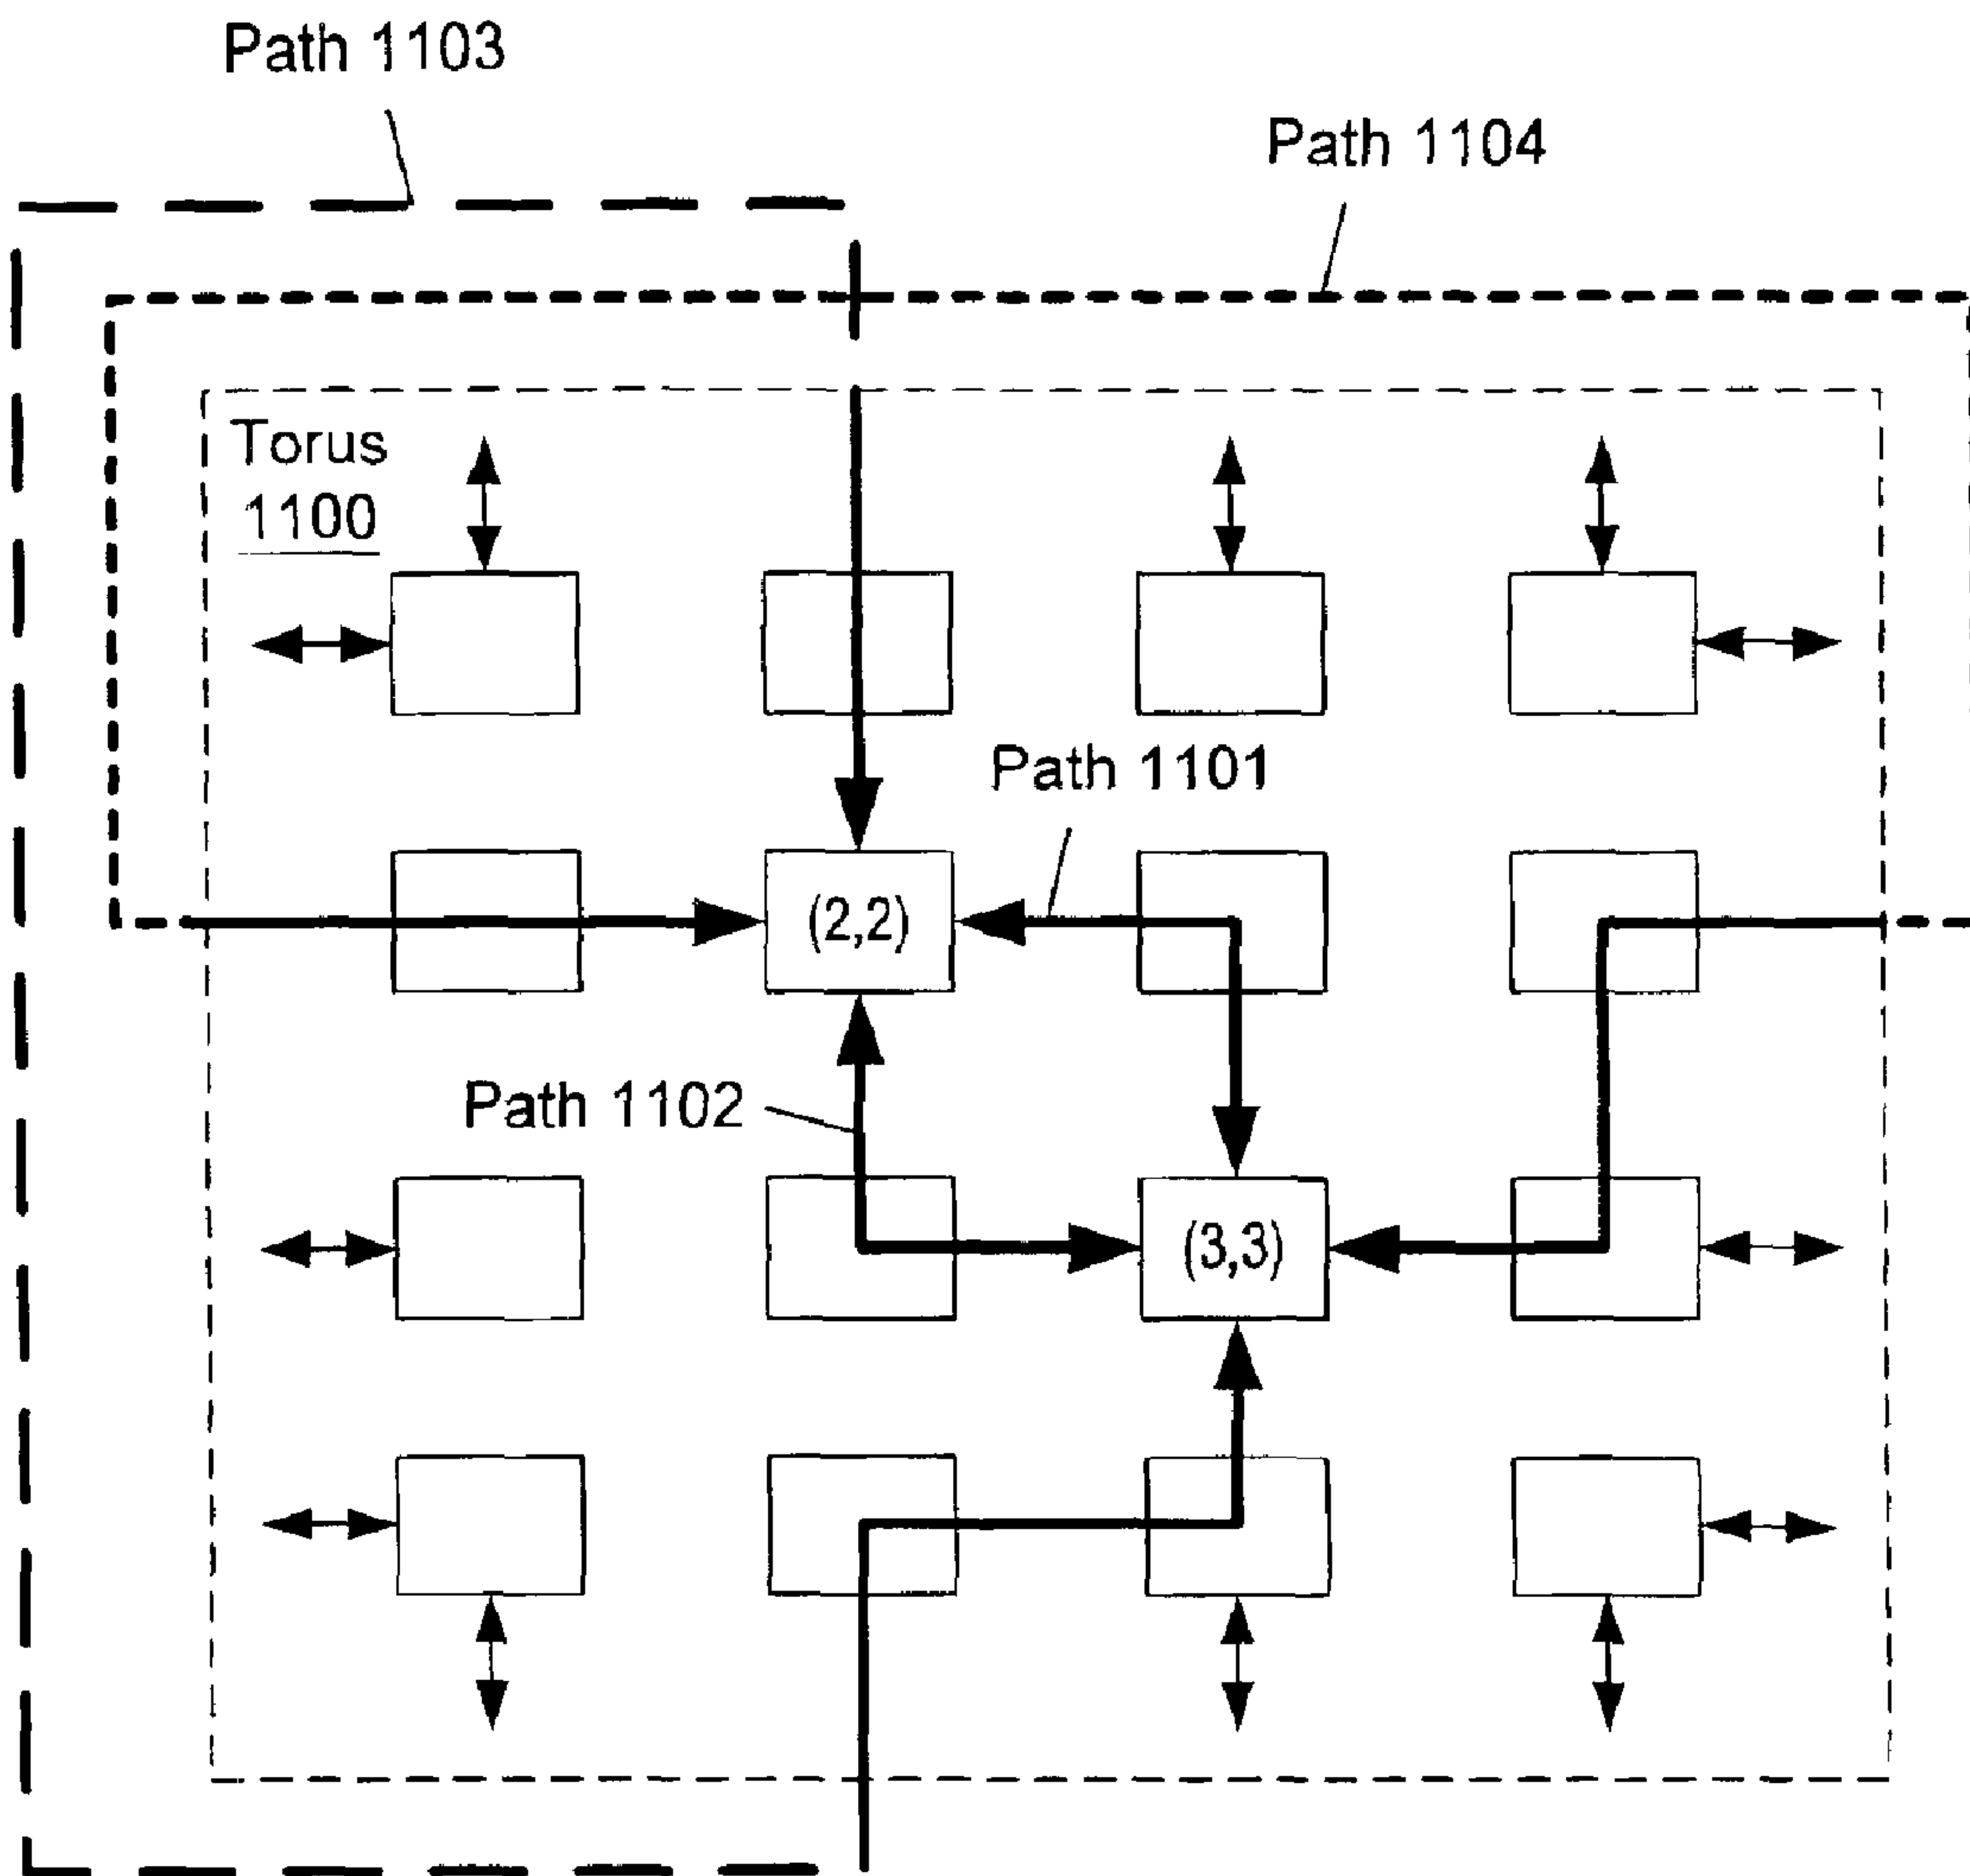 Path 1103
Path 1104
Torus
1100
Path 1101
(2,2)
Path 1102
(3,3)